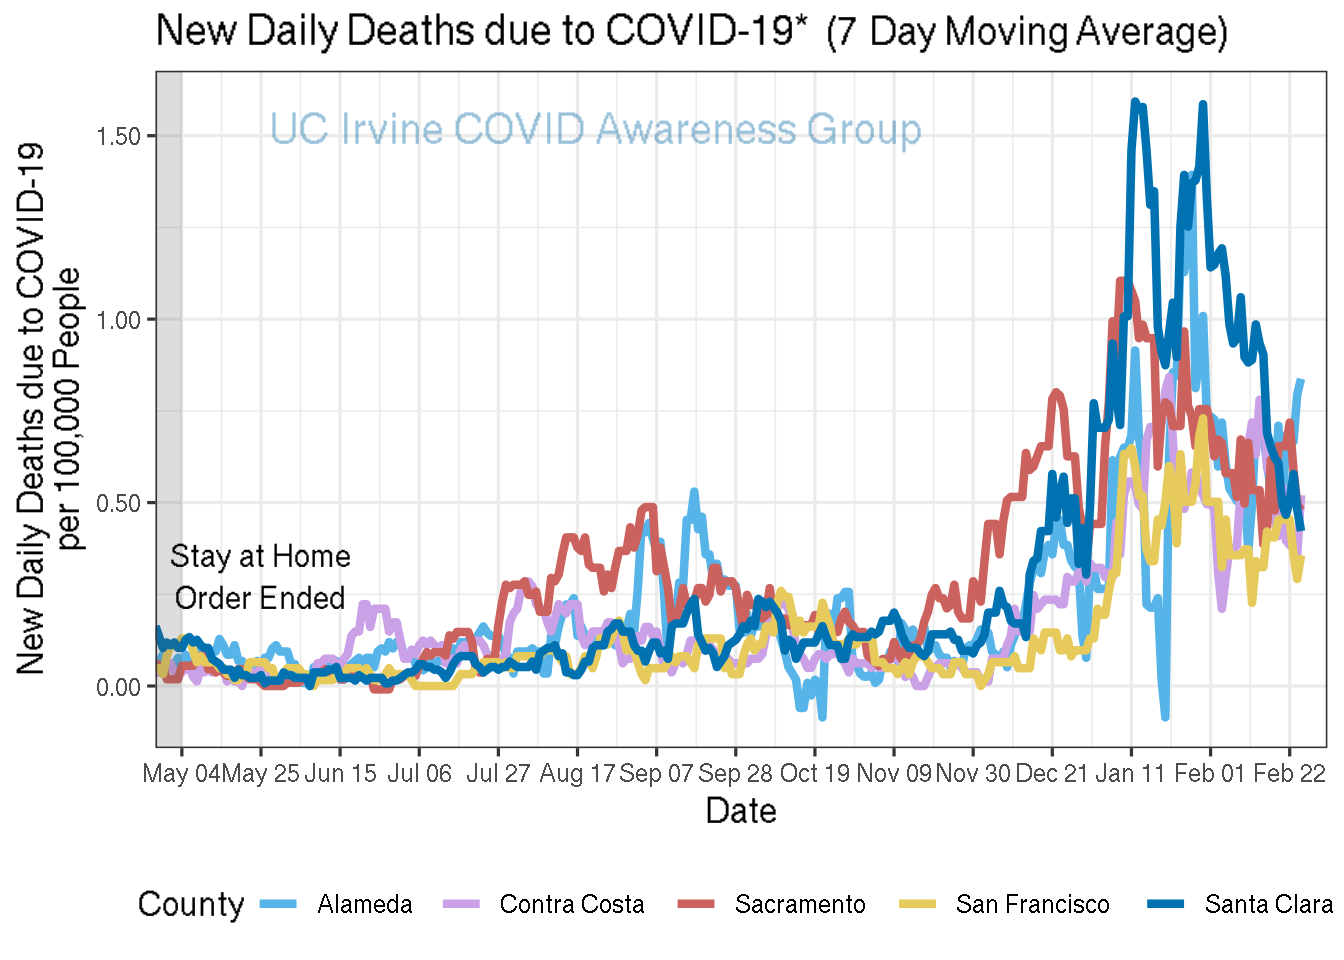 New Daily Deaths due to COVID-19* (7 Day Moving Average)
UC Irvine COVID Awareness Group
New Daily Deaths due to COVID-19
per 100,000 People
1.50
1.00
0.50
0.00
Stay at Home
Order Ended
May 04 May 25 Jun 15 Jul 06 Jul 27 Aug 17 Sep 07 Sep 28 Oct 19 Nov 09 Nov 30 Dec 21 Jan 11 Feb 01 Feb 22
Date
County Alameda Contra Costa Sacramento San Francisco Santa Clara